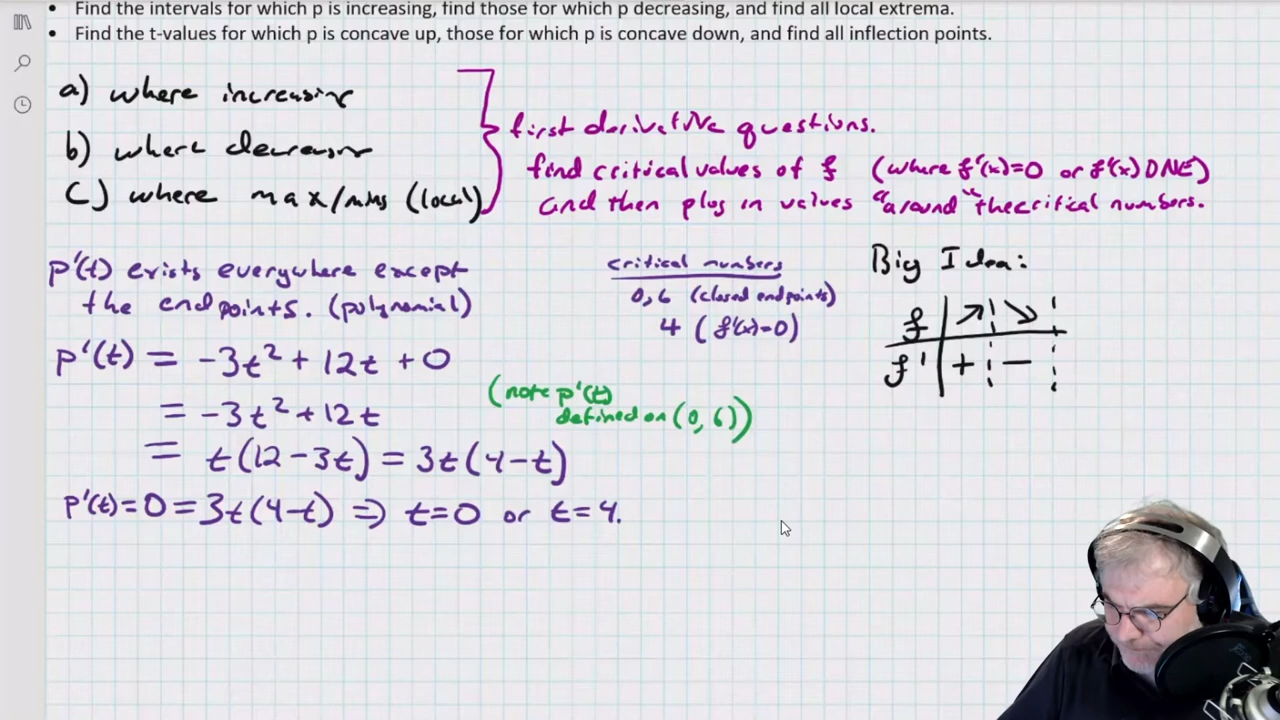 • Find the intervals for which p is increasing, find those for which p decreasing, and find all local extrema.
• Find the t-values for which p is concave up, those for which p is concave down, and find all inflection points.
a) where increasing
b) where decreasing
c) where max/mins (local)
first derivative questions.
find critical values of f (where f'(x)=0 or f'(x) DNE)
and then plug in values "around" the critical numbers.
p'(t) exists everywhere except
the endpoints. (polynomial)
p'(t) = -3t² + 12t + 0
= -3t² + 12t
= t(12-3t) = 3t(4-t)
p'(t)=0=3t(4-t) ⇒ t=0 or t=4.
critical numbers
0,6 (closed endpoints)
4 (f'(x)=0)
(note p'(t)
defined on (0,6))
Big Idea:
f ↗ ↘
f' + −